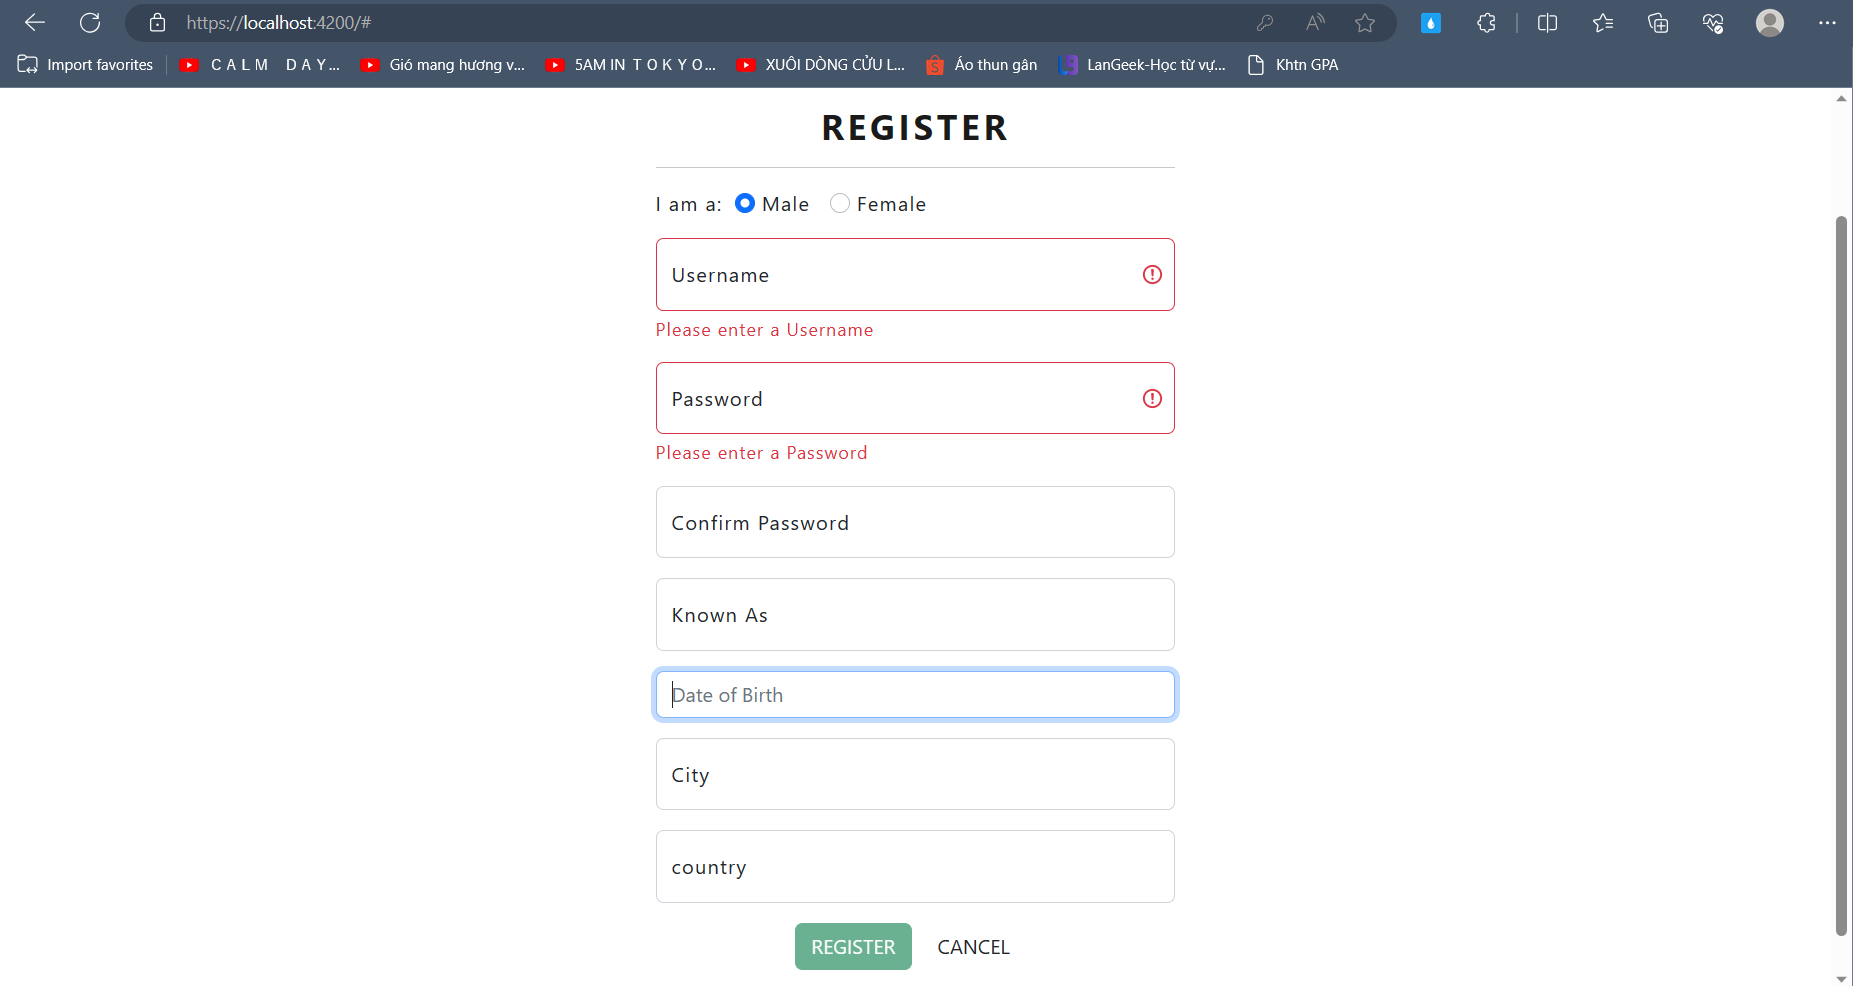 https://localhost:4200/#
Import favorites
C A L M D A Y...
Gió mang hương v...
5AM IN T O K Y O...
XUÔI DÒNG CỬU L...
Áo thun gân
LanGeek-Học từ vự...
Khtn GPA
REGISTER
I am a: Male Female
Username
Please enter a Username
Password
Please enter a Password
Confirm Password
Known As
Date of Birth
City
country
REGISTER CANCEL